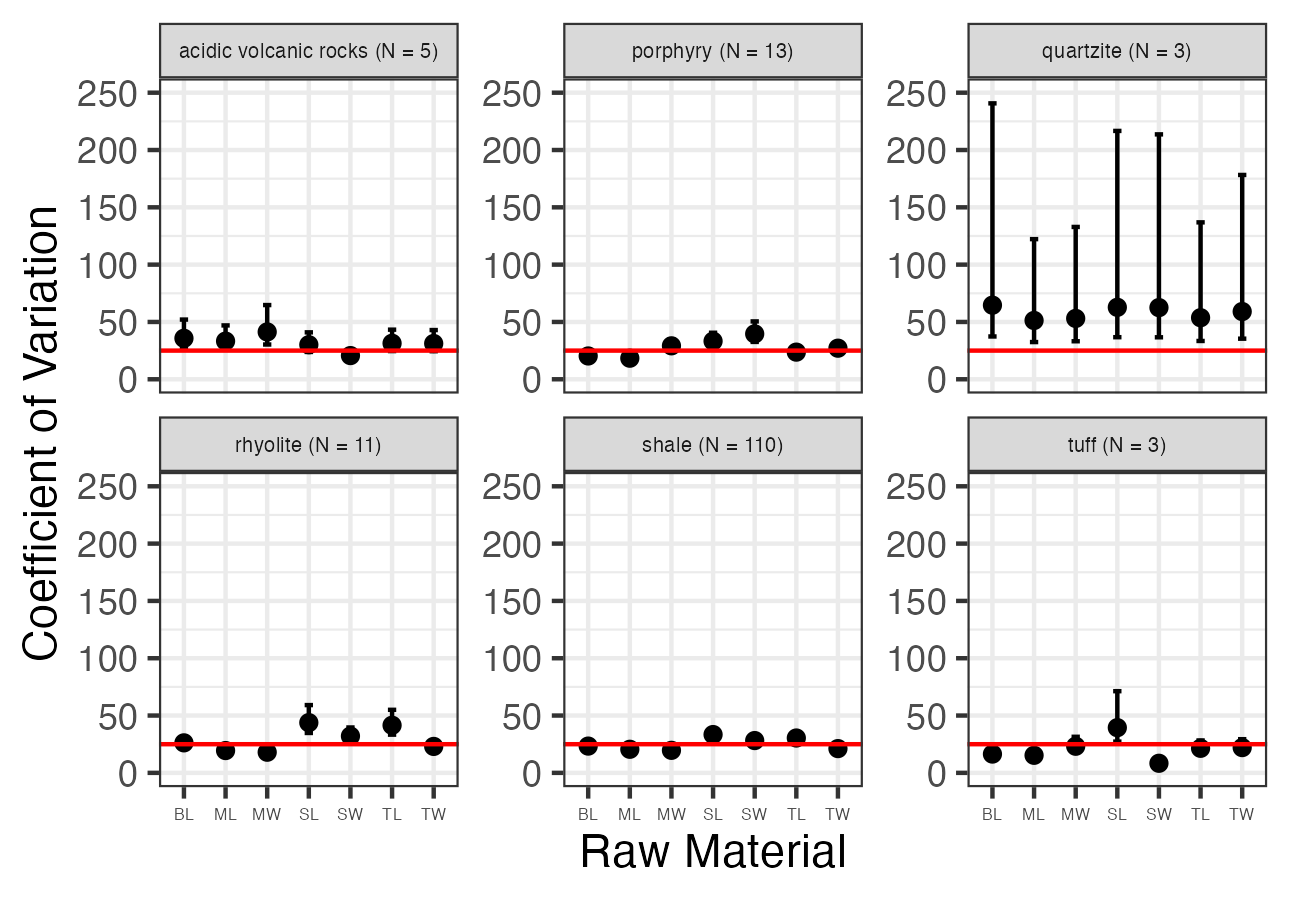 acidic volcanic rocks (N = 5) porphyry (N = 13) quartzite (N = 3)
250 250 250
200 200 200
150 150 150
100 100 100
50 50 50
0 0 0
Coefficient of Variation
rhyolite (N = 11) shale (N = 110) tuff (N = 3)
250 250 250
200 200 200
150 150 150
100 100 100
50 50 50
0 0 0
BL ML MW SL SW TL TW BL ML MW SL SW TL TW BL ML MW SL SW TL TW
Raw Material